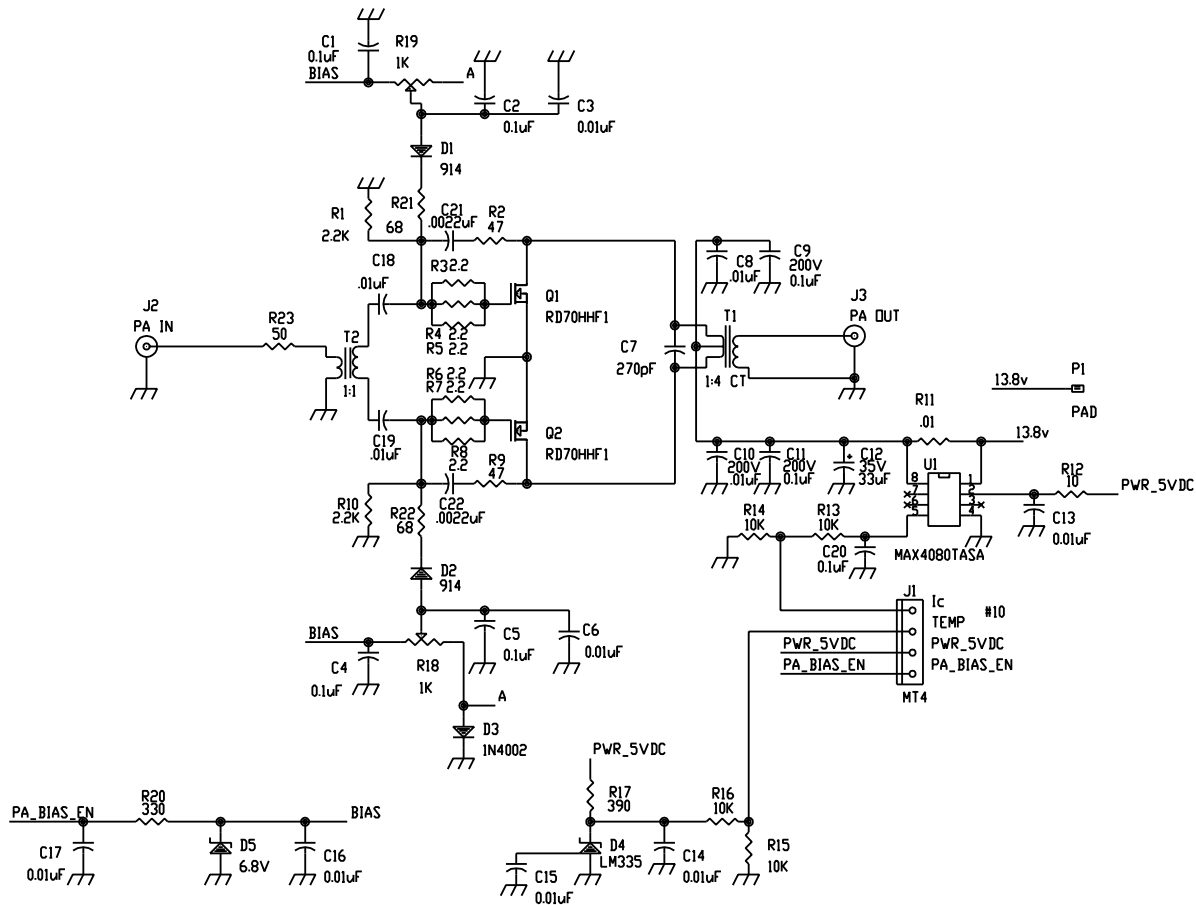 C1
0.1uF
BIAS
R19
1K
A
C2
0.1uF
C3
0.01uF
D1
914
R1
2.2K
R21
68
C21
.0022uF
R2
47
C18
.01uF
R3 2.2
R4 2.2
R5 2.2
Q1
RD70HHF1
J2
PA IN
R23
50
T2
1:1
R6 2.2
R7 2.2
R8
2.2
C19
.01uF
Q2
RD70HHF1
R9
47
R10
2.2K
R22
68
C22
.0022uF
D2
914
BIAS
C4
0.1uF
R18
1K
C5
0.1uF
C6
0.01uF
A
D3
1N4002
C7
270pF
C8
.01uF
C9
200V
0.1uF
T1
1:4 CT
J3
PA OUT
13.8v
P1
PAD
R11
.01
13.8v
C10
200V
.01uF
C11
200V
0.1uF
+
C12
35V
33uF
U1
8
7
6
5
1
2
3
4
MAX4080TASA
R12
10
PWR_5VDC
C13
0.01uF
R14
10K
R13
10K
C20
0.1uF
J1
Ic
TEMP
#10
PWR_5VDC
PWR_5VDC
PA_BIAS_EN
PA_BIAS_EN
MT4
PA_BIAS_EN
R20
330
BIAS
C17
0.01uF
D5
6.8V
C16
0.01uF
PWR_5VDC
R17
390
D4
LM335
C15
0.01uF
C14
0.01uF
R16
10K
R15
10K